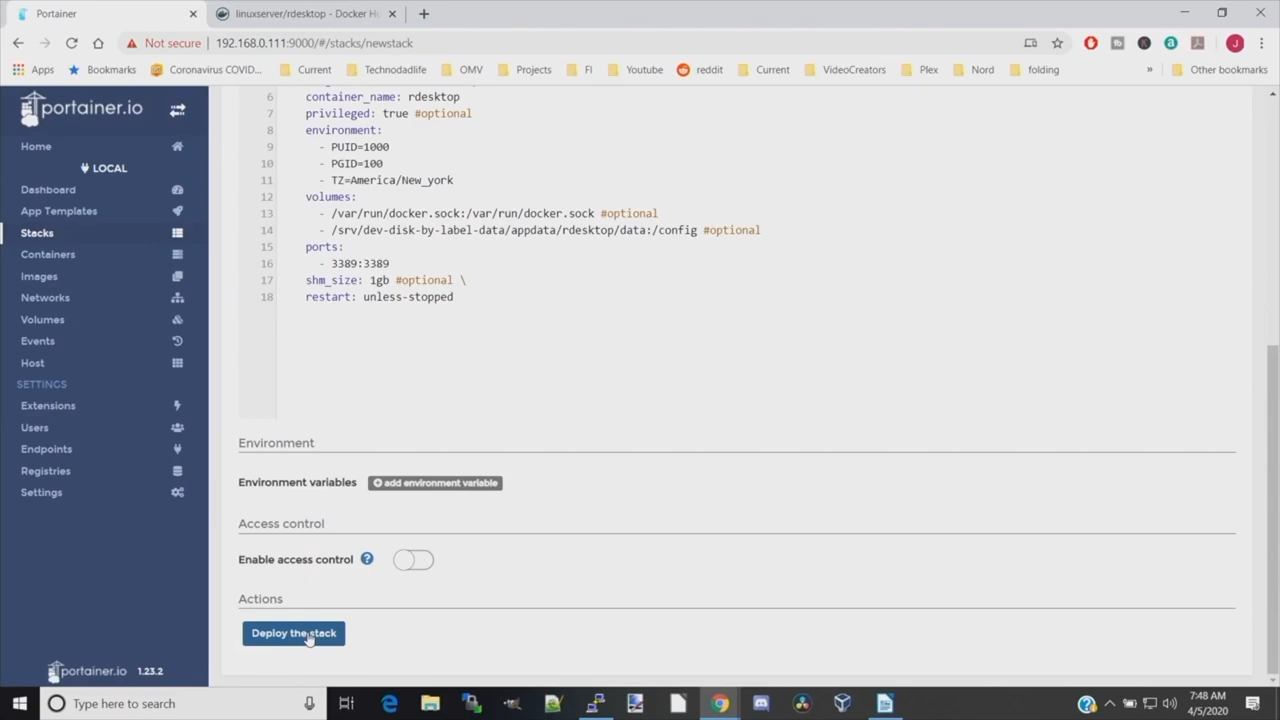 Portainer
linuxserver/rdesktop - Docker Hu
Not secure
192.168.0.111:9000/#/stacks/newstack
Apps
Bookmarks
Coronavirus COVID...
Current
Technodadlife
OMV
Projects
FI
Youtube
reddit
Current
VideoCreators
Plex
Nord
folding
»
Other bookmarks
portainer.io
Home
LOCAL
Dashboard
App Templates
Stacks
Containers
Images
Networks
Volumes
Events
Host
SETTINGS
Extensions
Users
Endpoints
Registries
Settings
portainer.io 1.23.2
6 container_name: rdesktop
7 privileged: true #optional
8 environment:
9 - PUID=1000
10 - PGID=100
11 - TZ=America/New_york
12 volumes:
13 - /var/run/docker.sock:/var/run/docker.sock #optional
14 - /srv/dev-disk-by-label-data/appdata/rdesktop/data:/config #optional
15 ports:
16 - 3389:3389
17 shm_size: 1gb #optional \
18 restart: unless-stopped
Environment
Environment variables
add environment variable
Access control
Enable access control
Actions
Deploy the stack
Type here to search
7:48 AM
4/5/2020